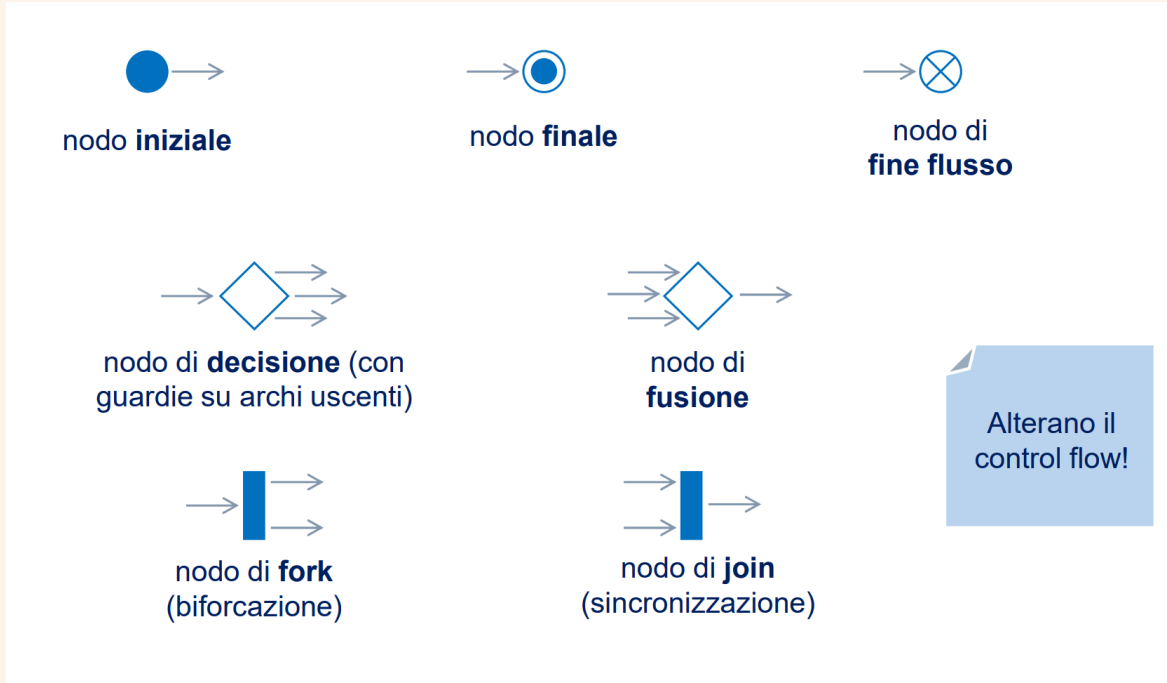 nodo iniziale
nodo finale
nodo di
fine flusso
nodo di decisione (con
guardie su archi uscenti)
nodo di
fusione
Alterano il
control flow!
nodo di fork
(biforcazione)
nodo di join
(sincronizzazione)